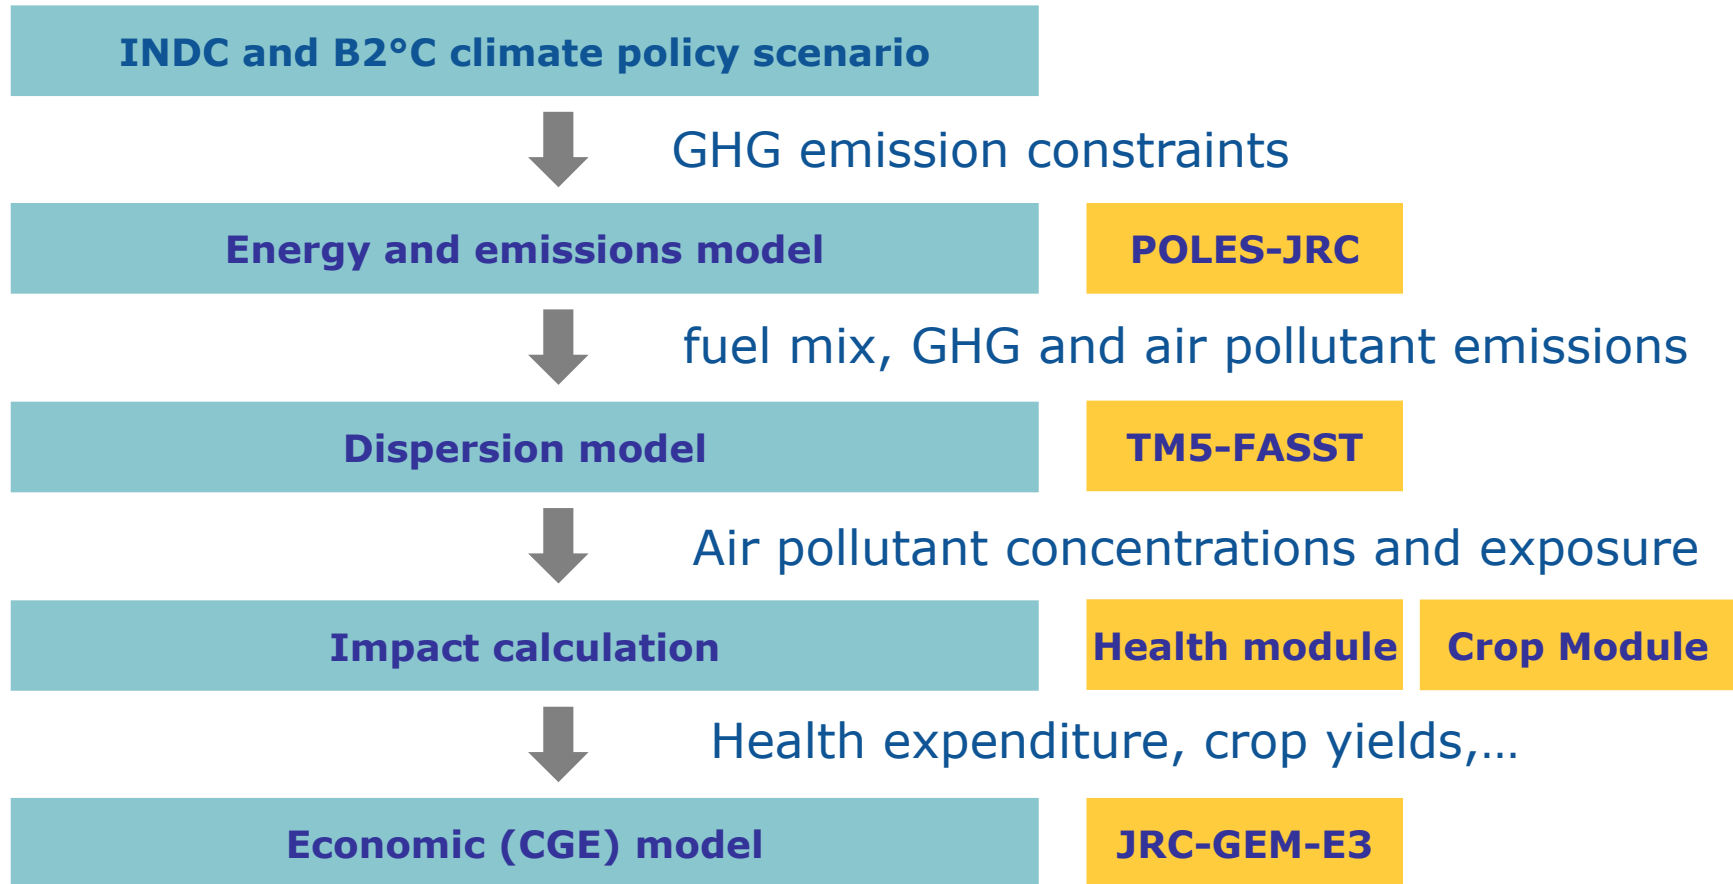 INDC and B2°C climate policy scenario
GHG emission constraints
Energy and emissions model
POLES-JRC
fuel mix, GHG and air pollutant emissions
Dispersion model
TM5-FASST
Air pollutant concentrations and exposure
Impact calculation
Health module
Crop Module
Health expenditure, crop yields,…
Economic (CGE) model
JRC-GEM-E3